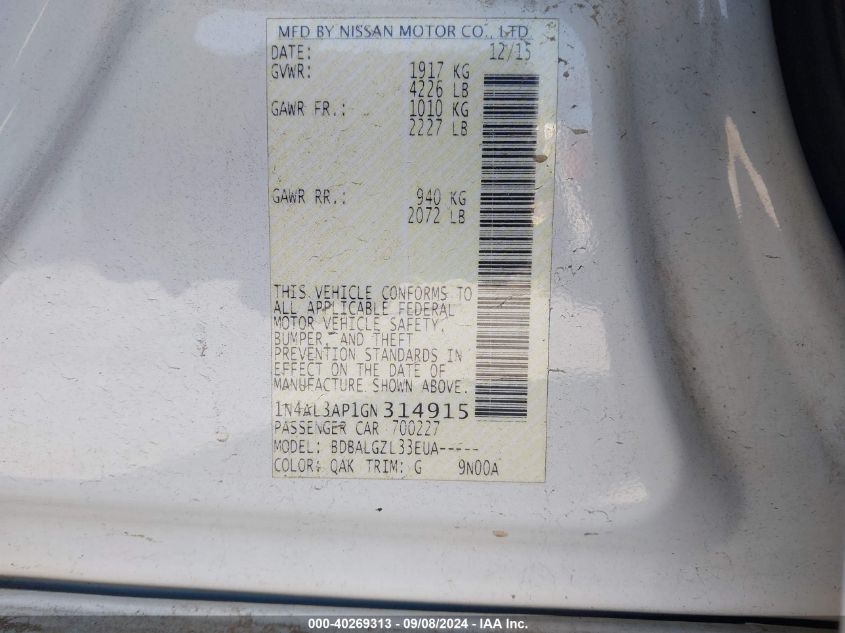 MFD BY NISSAN MOTOR CO., LTD
DATE: 12/15
GVWR: 1917 KG
4226 LB
GAWR FR.: 1010 KG
2227 LB
GAWR RR.: 940 KG
2072 LB
THIS VEHICLE CONFORMS TO
ALL APPLICABLE FEDERAL
MOTOR VEHICLE SAFETY,
BUMPER, AND THEFT
PREVENTION STANDARDS IN
EFFECT ON THE DATE OF
MANUFACTURE SHOWN ABOVE.
1N4AL3AP1GN314915
PASSENGER CAR 700227
MODEL: BDBALGZL33EUA-----
COLOR: QAK TRIM: G 9N00A
000-40269313 - 09/08/2024 - IAA Inc.